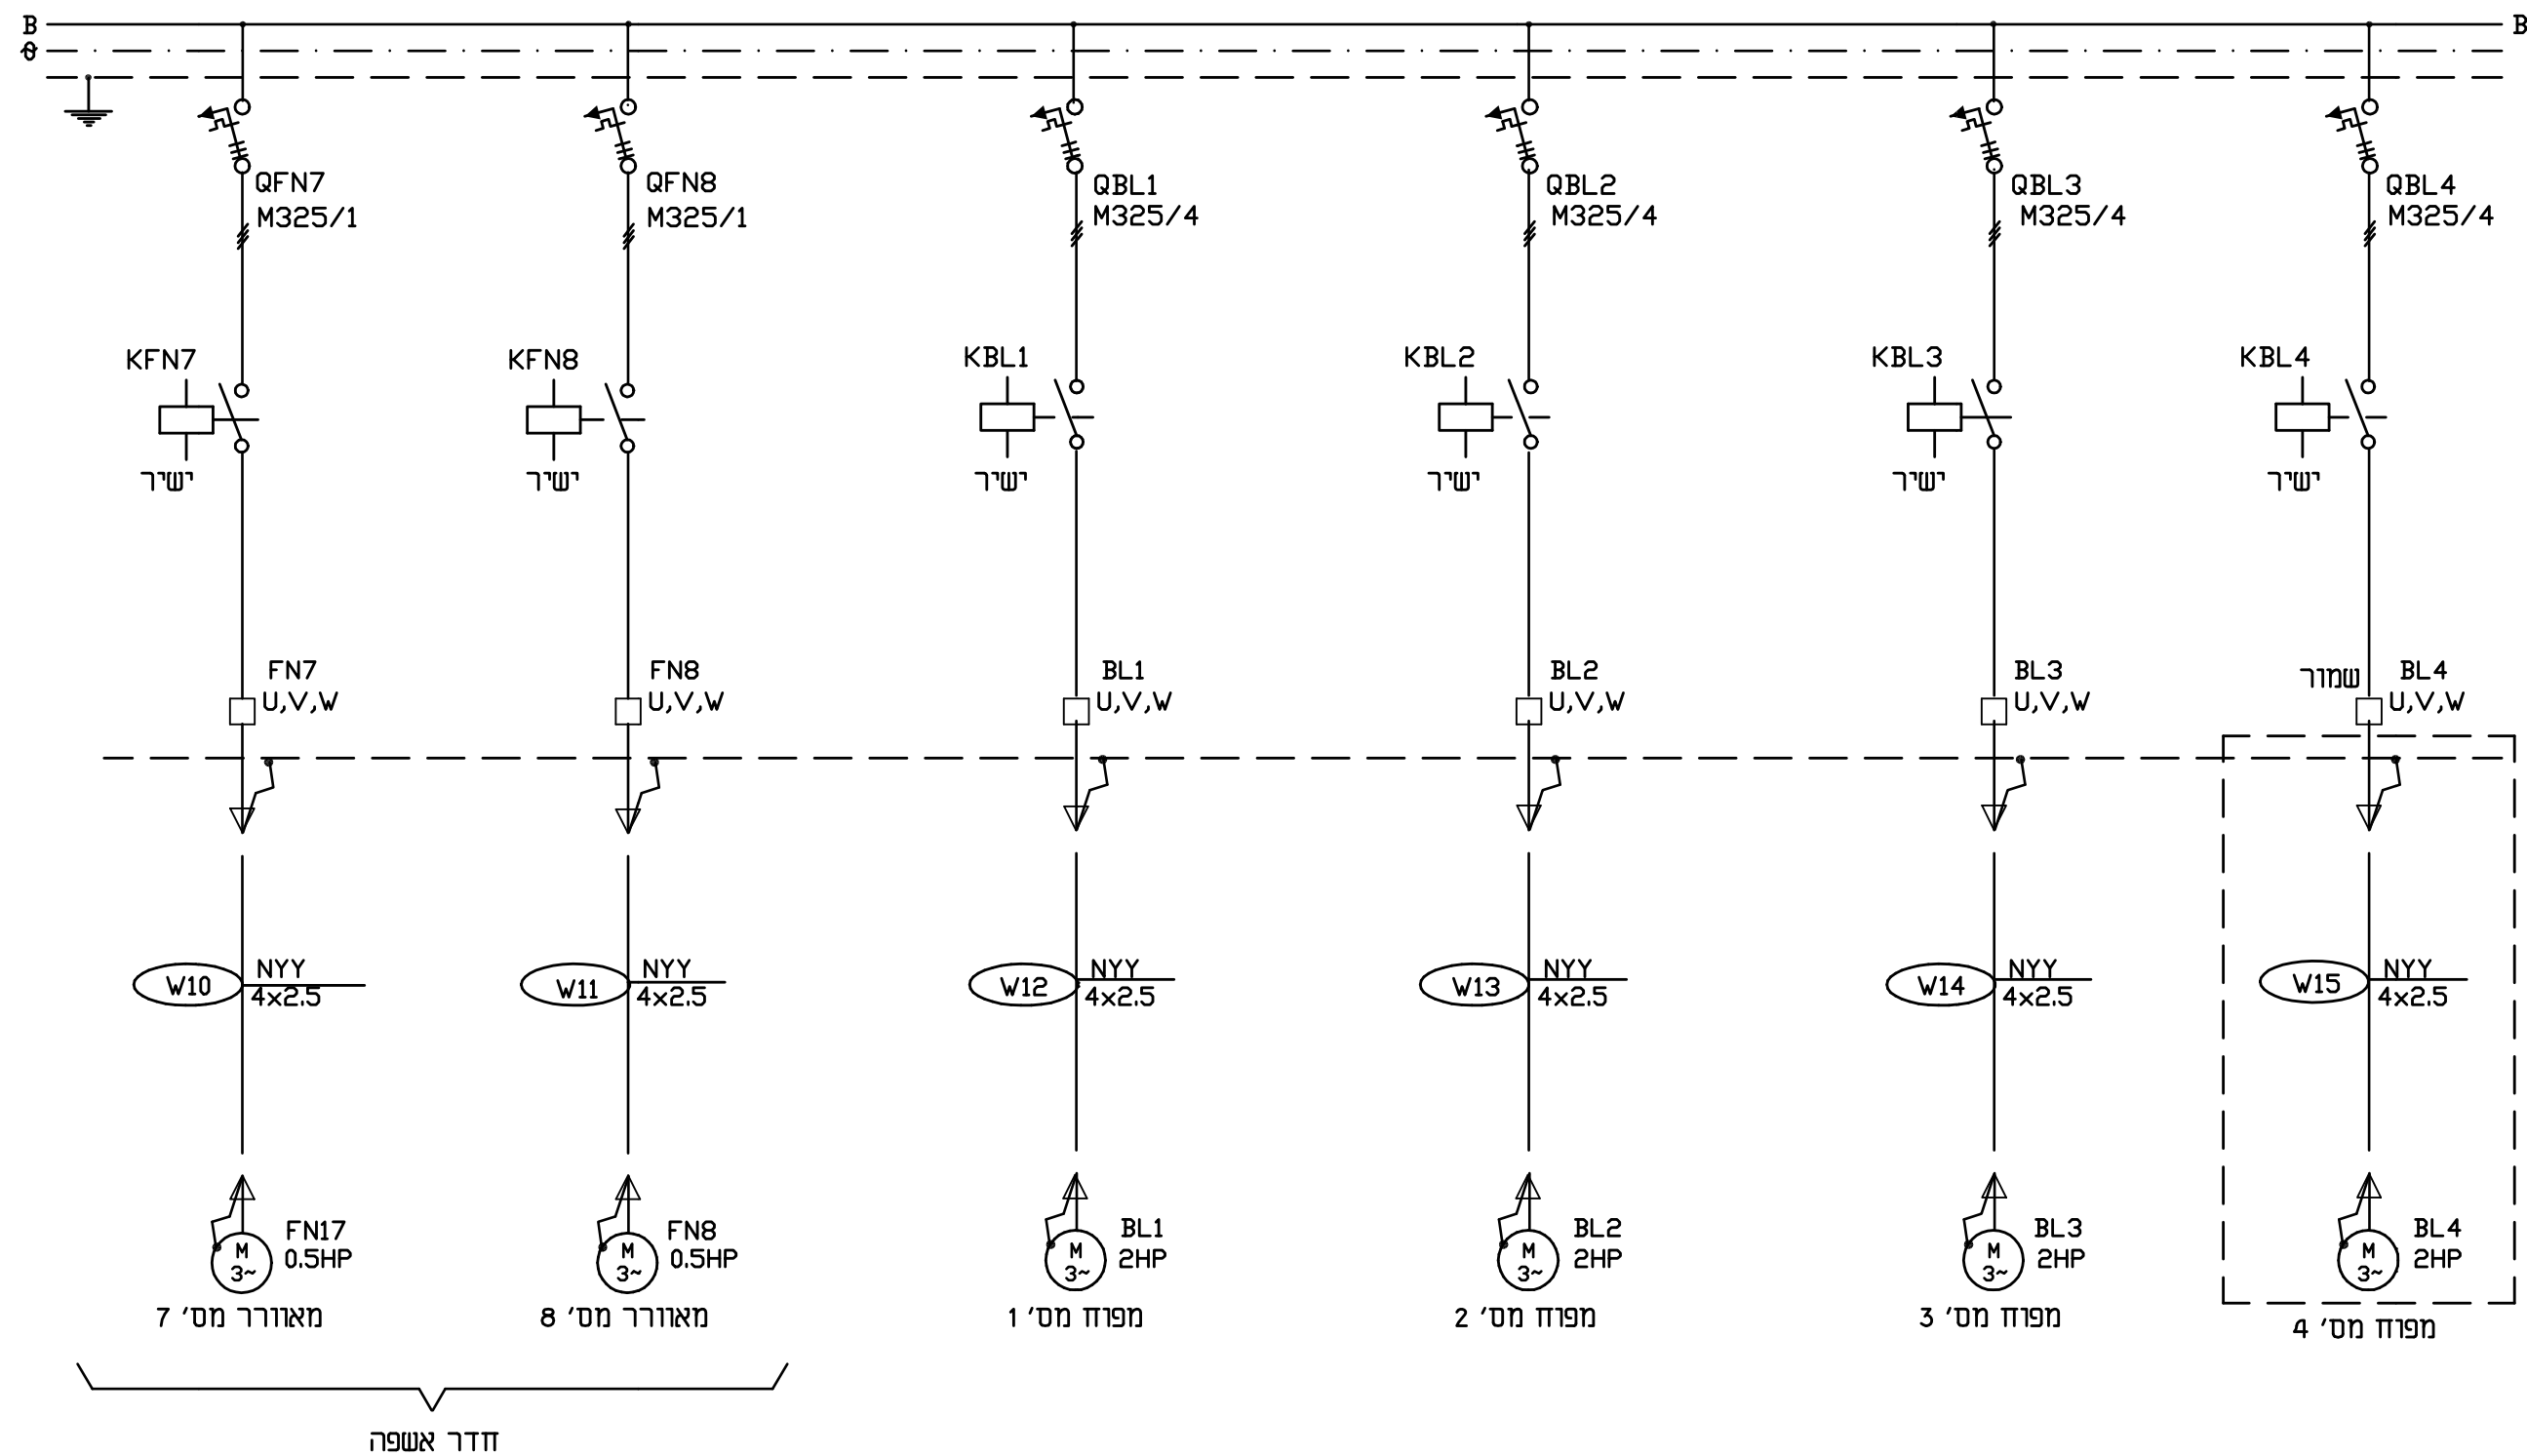 B B
0
QFN7 QFN8 QBL1 QBL2 QBL3 QBL4
M325/1 M325/1 M325/4 M325/4 M325/4 M325/4
KFN7 KFN8 KBL1 KBL2 KBL3 KBL4
ישיר ישיר ישיר ישיר ישיר ישיר
FN7 FN8 BL1 BL2 BL3 שמור BL4
U,V,W U,V,W U,V,W U,V,W U,V,W U,V,W
W10 NYY W11 NYY W12 NYY W13 NYY W14 NYY W15 NYY
4x2.5 4x2.5 4x2.5 4x2.5 4x2.5 4x2.5
FN17 FN8 BL1 BL2 BL3 BL4
M 0.5HP M 0.5HP M 2HP M 2HP M 2HP M 2HP
3~ 3~ 3~ 3~ 3~ 3~
מאוורר מס' 7
מאוורר מס' 8
מפוח מס' 1
מפוח מס' 2
מפוח מס' 3
מפוח מס' 4
חדר אשפה